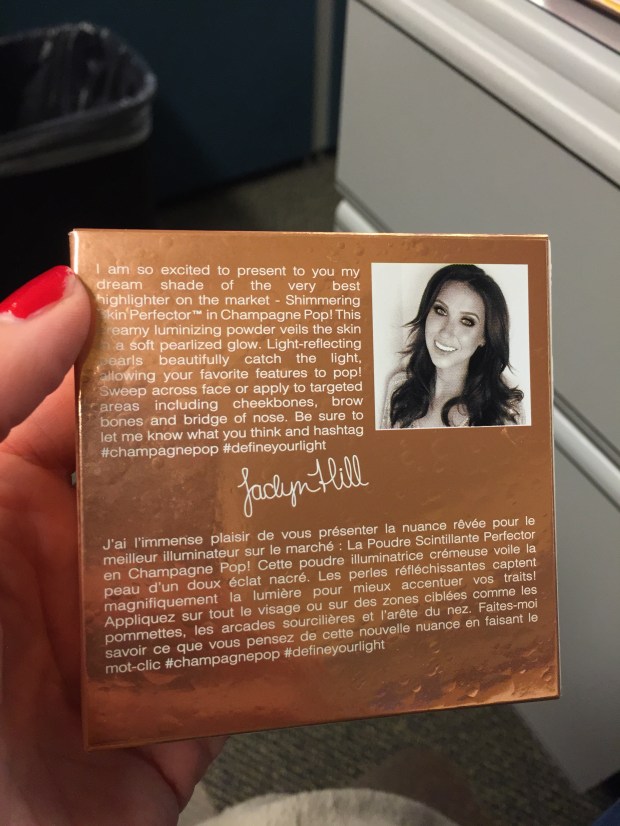 I am so excited to present to you my
dream shade of the very best
highlighter on the market - Shimmering
kin Perfector™ in Champagne Pop! This
eamy luminizing powder veils the skin
a soft pearlized glow. Light-reflecting
earls beautifully catch the light,
llowing your favorite features to pop!
Sweep across face or apply to targeted
areas including cheekbones, brow
bones and bridge of nose. Be sure to
let me know what you think and hashtag
#champagnepop #defineyourlight
Jaclyn Hill
J'ai l'immense plaisir de vous présenter la nuance rêvée pour le
meilleur illuminateur sur le marché : La Poudre Scintillante Perfector
en Champagne Pop! Cette poudre illuminatrice crémeuse voile la
peau d'un doux éclat nacré. Les perles réfléchissantes captent
magnifiquement la lumière pour mieux accentuer vos traits!
Appliquez sur tout le visage ou sur des zones ciblées comme les
pommettes, les arcades sourcilières et l'arête du nez. Faites-moi
savoir ce que vous pensez de cette nouvelle nuance en faisant le
mot-clic #champagnepop #defineyourlight